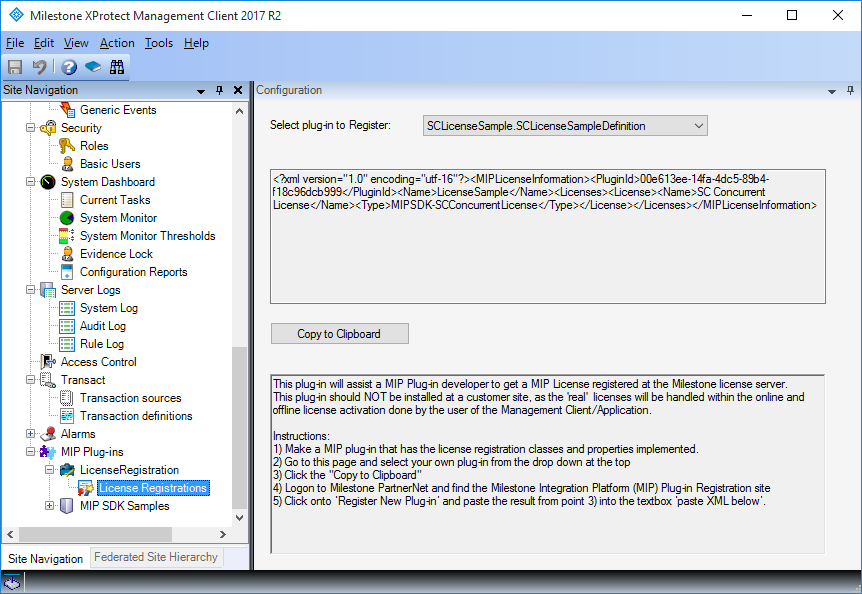 Milestone XProtect Management Client 2017 R2
File Edit View Action Tools Help
Site Navigation
Generic Events
Security
Roles
Basic Users
System Dashboard
Current Tasks
System Monitor
System Monitor Thresholds
Evidence Lock
Configuration Reports
Server Logs
System Log
Audit Log
Rule Log
Access Control
Transact
Transaction sources
Transaction definitions
Alarms
MIP Plug-ins
LicenseRegistration
License Registrations
MIP SDK Samples
Site Navigation Federated Site Hierarchy
Configuration
Select plug-in to Register: SCLicenseSample.SCLicenseSampleDefinition
<?xml version="1.0" encoding="utf-16"?><MIPLicenseInformation><PluginId>00e613ee-14fa-4dc5-89b4-
f18c96dcb999</PluginId><Name>LicenseSample</Name><Licenses><License><Name>SC Concurrent
License</Name><Type>MIPSDK-SCConcurrentLicense</Type></License></Licenses></MIPLicenseInformation>
Copy to Clipboard
This plug-in will assist a MIP Plug-in developer to get a MIP License registered at the Milestone license server.
This plug-in should NOT be installed at a customer site, as the 'real' licenses will be handled within the online and
offline license activation done by the user of the Management Client/Application.
Instructions:
1) Make a MIP plug-in that has the license registration classes and properties implemented.
2) Go to this page and select your own plug-in from the drop down at the top
3) Click the "Copy to Clipboard"
4) Logon to Milestone PartnerNet and find the Milestone Integration Platform (MIP) Plug-in Registration site
5) Click onto 'Register New Plug-in' and paste the result from point 3) into the textbox 'paste XML below'.